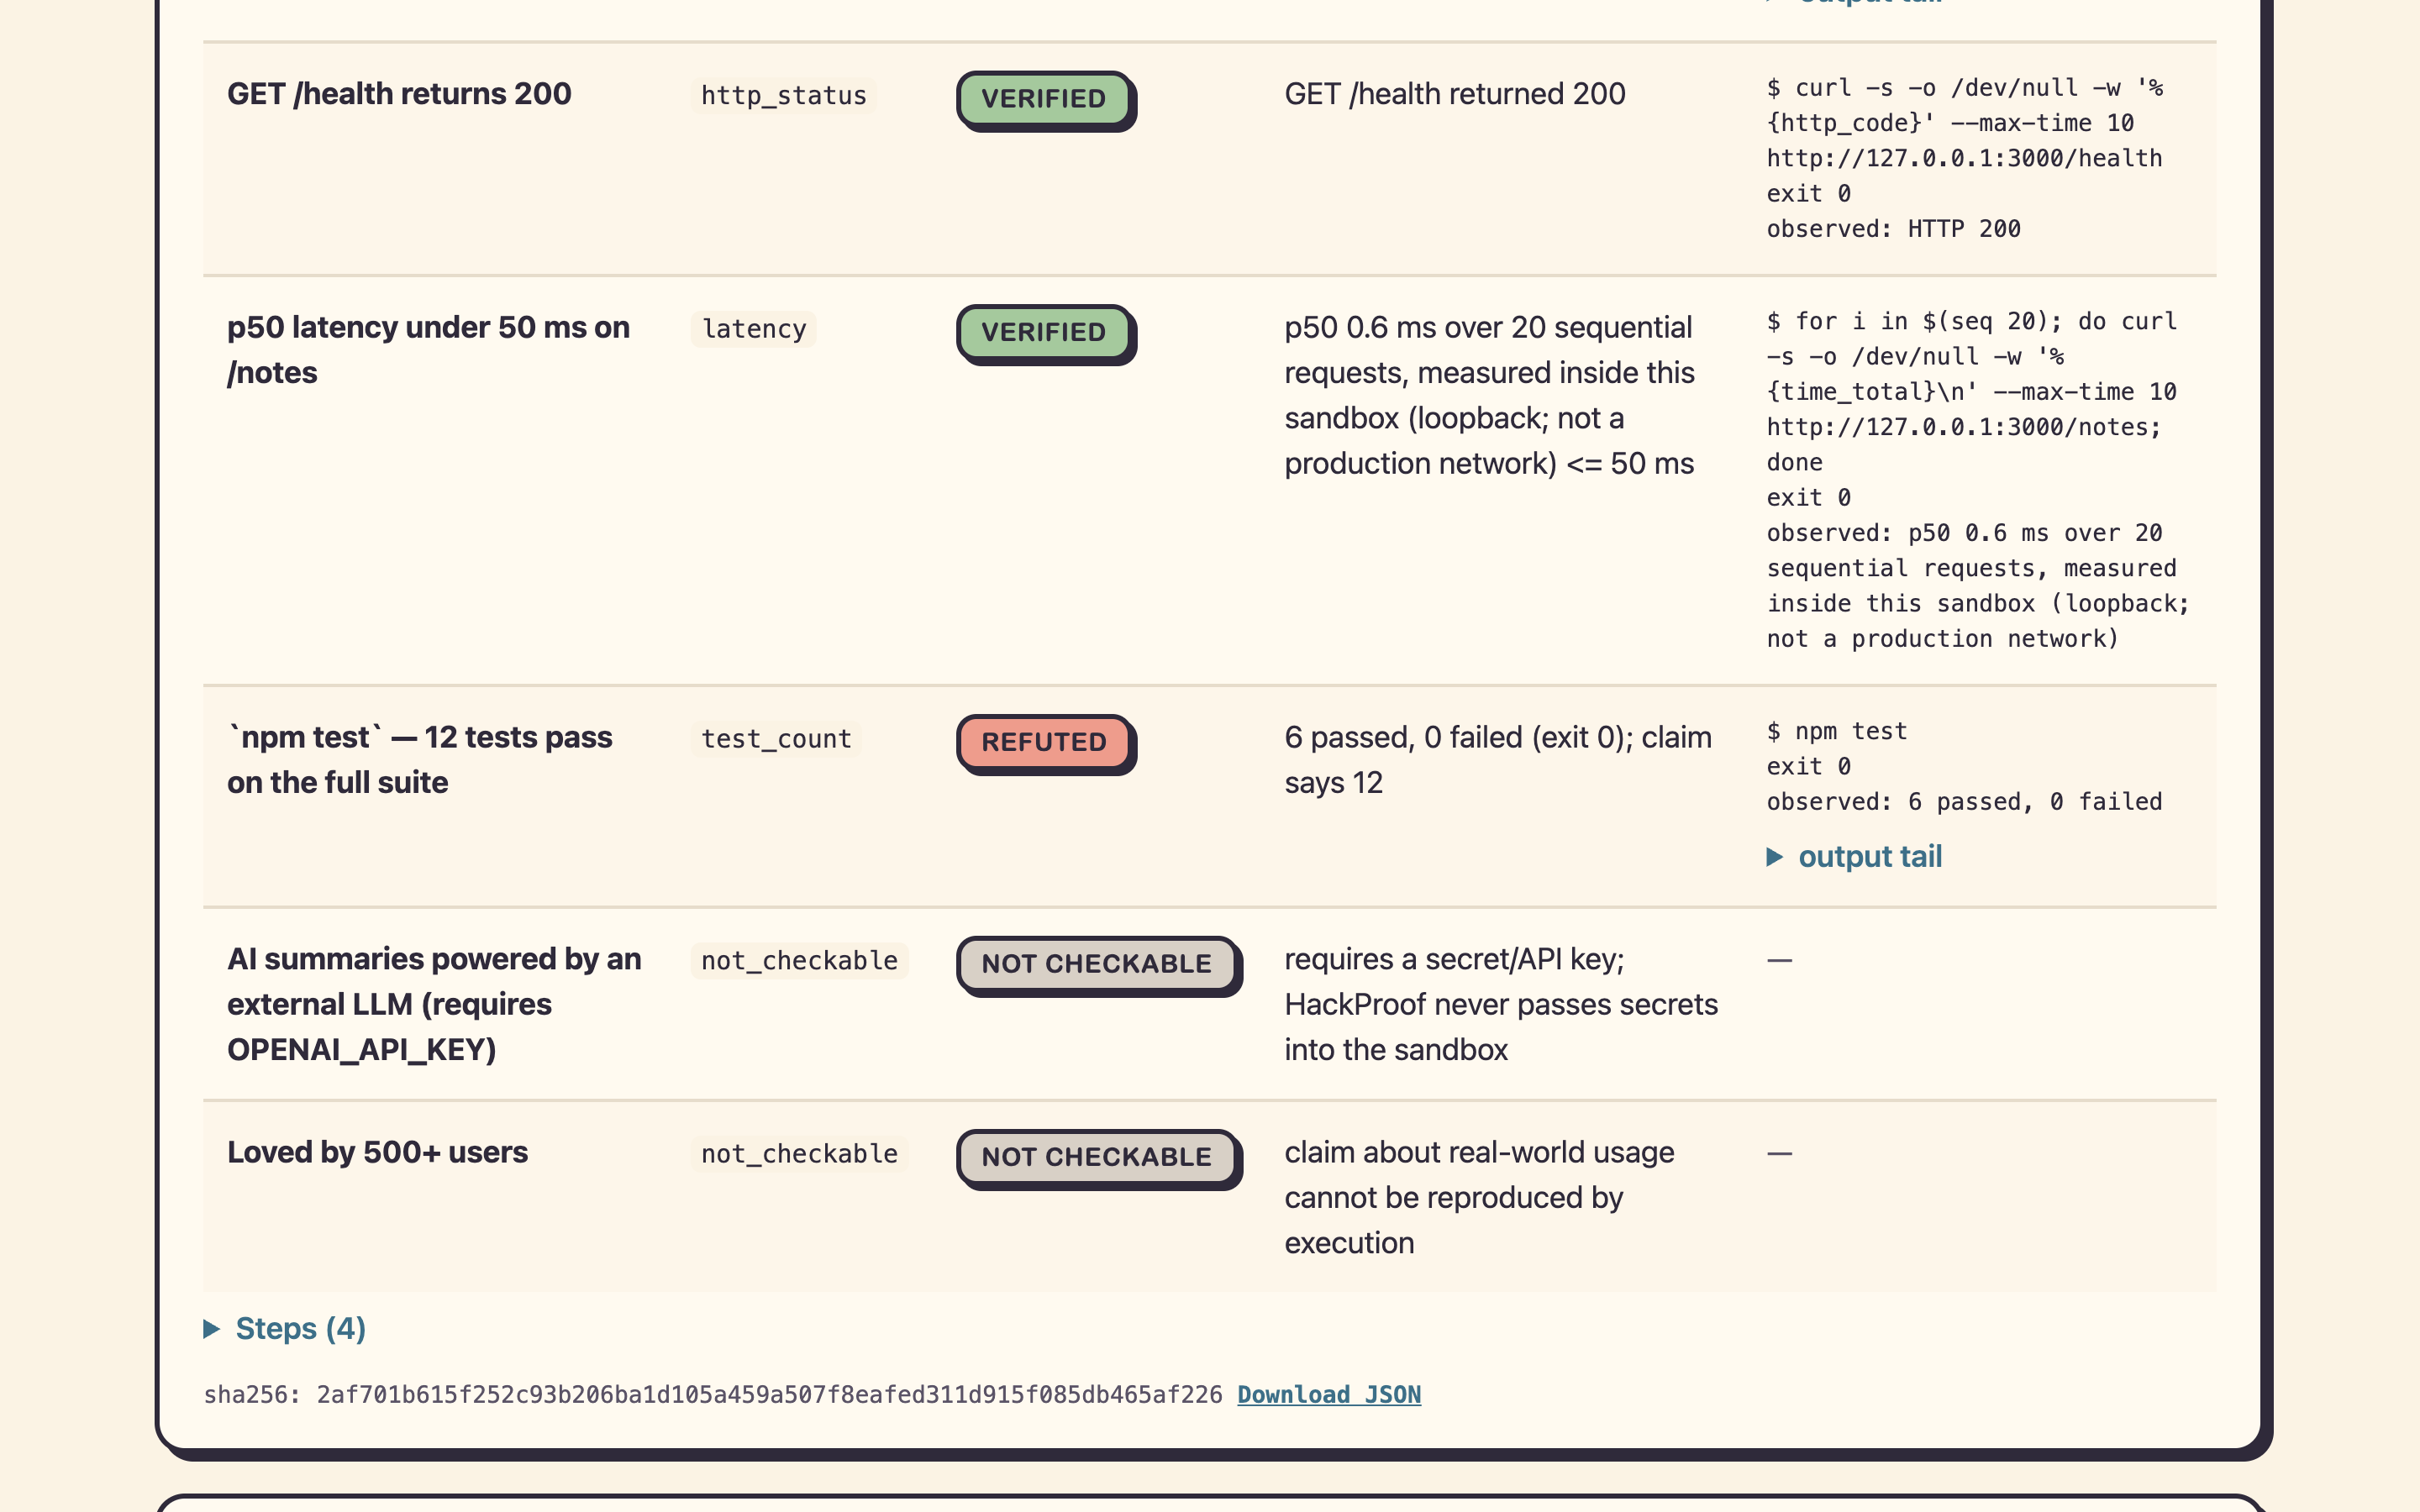 output tail
GET /health returns 200
http_status
VERIFIED
GET /health returned 200
$ curl -s -o /dev/null -w '%
{http_code}' --max-time 10
http://127.0.0.1:3000/health
exit 0
observed: HTTP 200
p50 latency under 50 ms on
/notes
latency
VERIFIED
p50 0.6 ms over 20 sequential
requests, measured inside this
sandbox (loopback; not a
production network) <= 50 ms
$ for i in $(seq 20); do curl
-s -o /dev/null -w '%
{time_total}\n' --max-time 10
http://127.0.0.1:3000/notes;
done
exit 0
observed: p50 0.6 ms over 20
sequential requests, measured
inside this sandbox (loopback;
not a production network)
`npm test` — 12 tests pass
on the full suite
test_count
REFUTED
6 passed, 0 failed (exit 0); claim
says 12
$ npm test
exit 0
observed: 6 passed, 0 failed
output tail
AI summaries powered by an
external LLM (requires
OPENAI_API_KEY)
not_checkable
NOT CHECKABLE
requires a secret/API key;
HackProof never passes secrets
into the sandbox
—
Loved by 500+ users
not_checkable
NOT CHECKABLE
claim about real-world usage
cannot be reproduced by
execution
—
Steps (4)
sha256: 2af701b615f252c93b206ba1d105a459a507f8eafed311d915f085db465af226 Download JSON